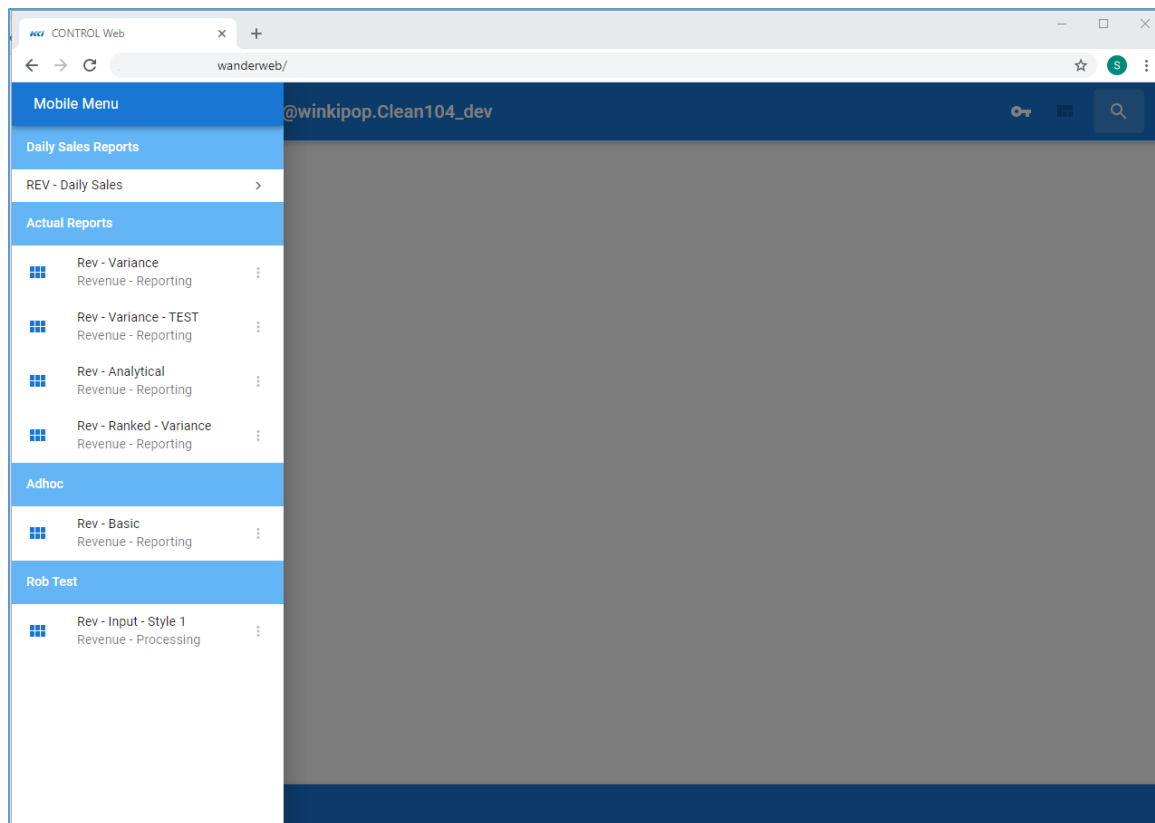 KCI CONTROL Web
wanderweb/
S
Mobile Menu
@winkipop.Clean104_dev
Daily Sales Reports
REV - Daily Sales
Actual Reports
Rev - Variance
Revenue - Reporting
Rev - Variance - TEST
Revenue - Reporting
Rev - Analytical
Revenue - Reporting
Rev - Ranked - Variance
Revenue - Reporting
Adhoc
Rev - Basic
Revenue - Reporting
Rob Test
Rev - Input - Style 1
Revenue - Processing